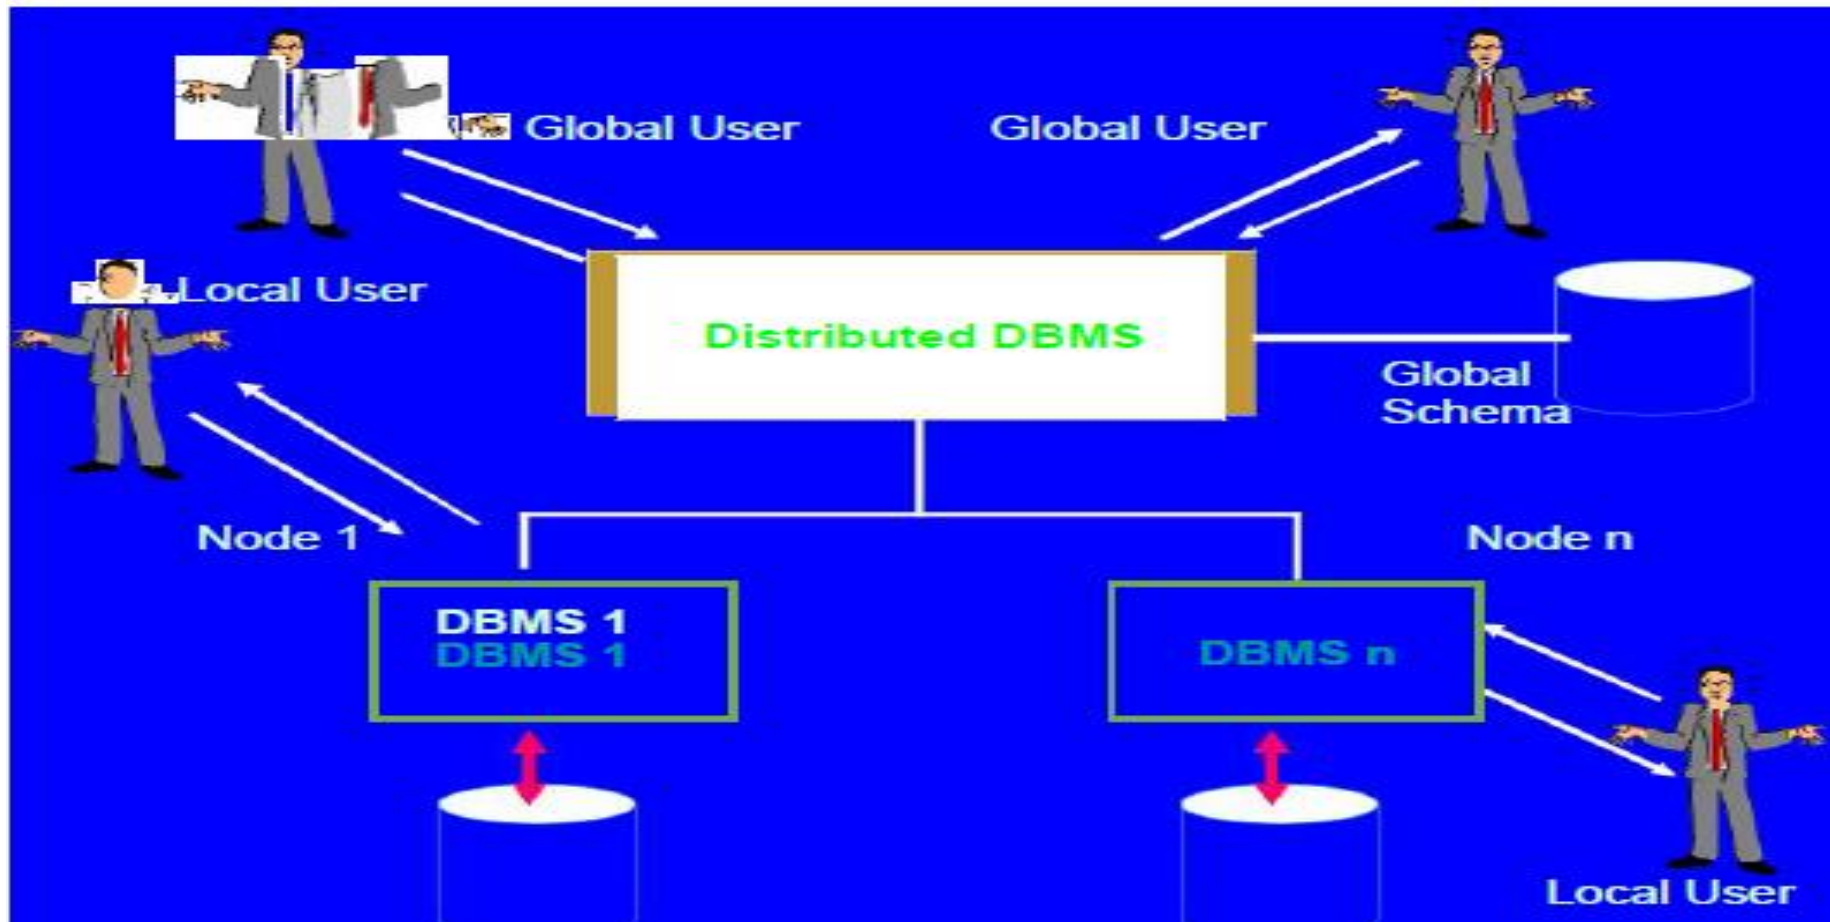 Global User
Global User
Local User
Distributed DBMS
Global
Schema
Node 1
Node n
DBMS 1
DBMS 1
DBMS n
Local User